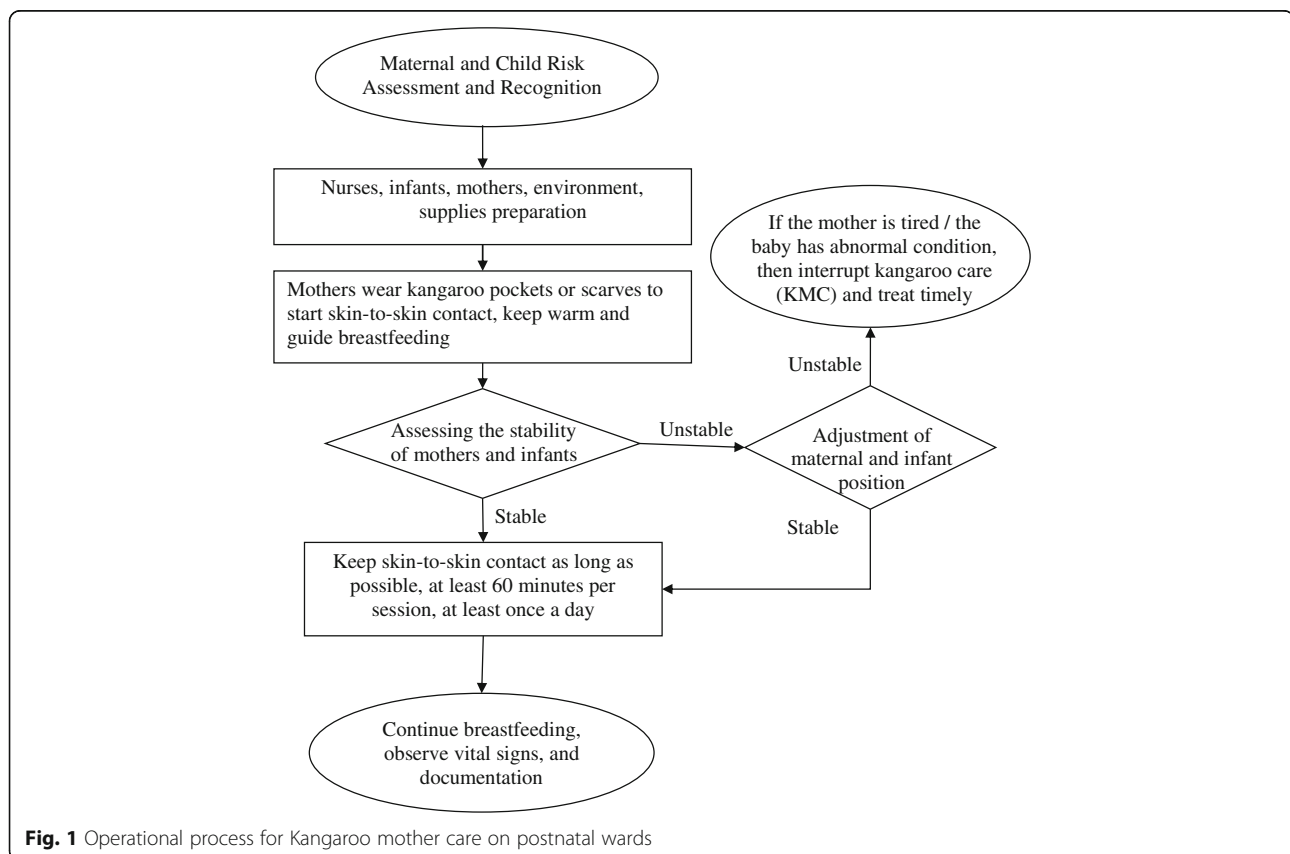 Maternal and Child Risk
Assessment and Recognition
Nurses, infants, mothers, environment,
supplies preparation
If the mother is tired / the
baby has abnormal condition,
then interrupt kangaroo care
(KMC) and treat timely
Mothers wear kangaroo pockets or scarves to
start skin-to-skin contact, keep warm and
guide breastfeeding
Unstable
Assessing the stability
of mothers and infants
Unstable
Adjustment of
maternal and infant
position
Stable
Stable
Keep skin-to-skin contact as long as
possible, at least 60 minutes per
session, at least once a day
Continue breastfeeding,
observe vital signs, and
documentation
Fig. 1 Operational process for Kangaroo mother care on postnatal wards